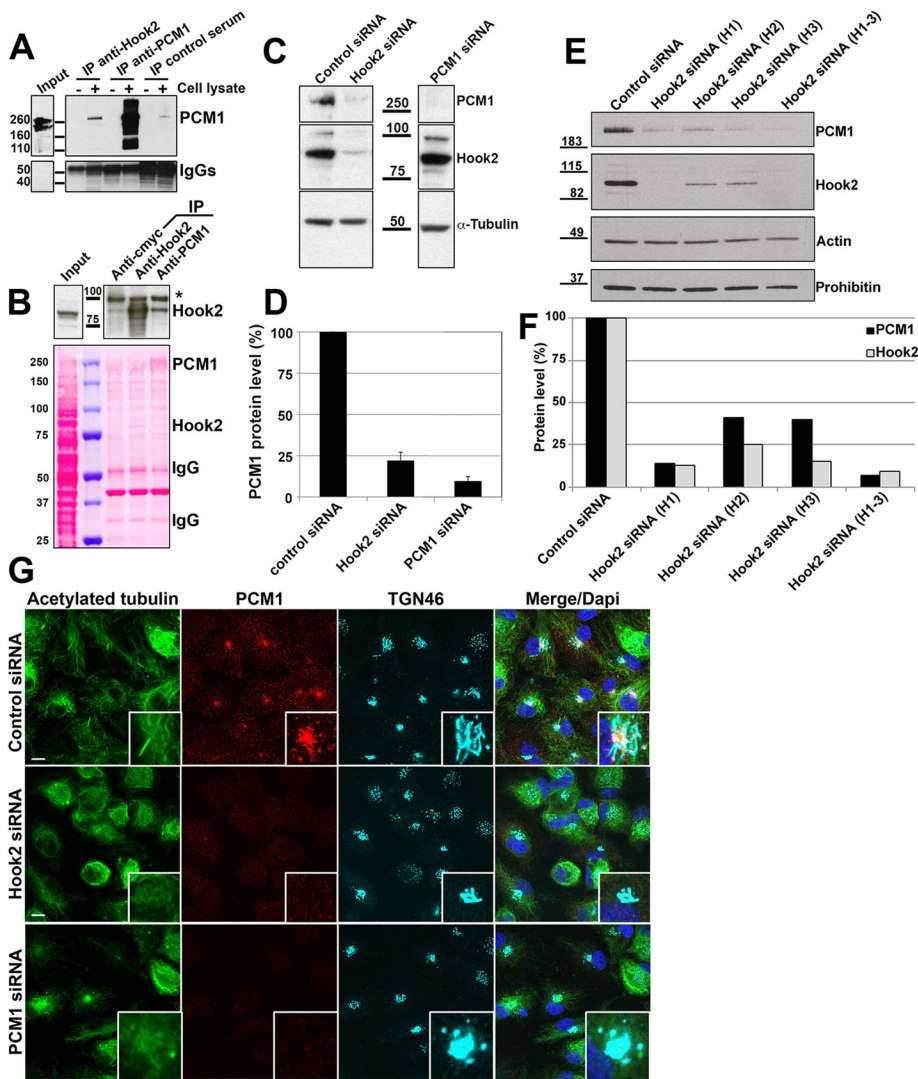 A
Input
IP anti-Hook2
IP anti-PCM1
IP control serum
- + - + - + Cell lysate
260
160
110
PCM1
50
40
IgGs
B
Input
IP
Anti-cmyc
Anti-Hook2
Anti-PCM1
100
75
*
Hook2
250
150
100
75
50
37
25
PCM1
Hook2
IgG
IgG
C
Control siRNA
Hook2 siRNA
PCM1 siRNA
250
100
75
50
PCM1
Hook2
α-Tubulin
D
PCM1 protein level (%)
100
75
50
25
0
control siRNA
Hook2 siRNA
PCM1 siRNA
E
Control siRNA
Hook2 siRNA (H1)
Hook2 siRNA (H2)
Hook2 siRNA (H3)
Hook2 siRNA (H1-3)
183
115
82
49
37
PCM1
Hook2
Actin
Prohibitin
F
Protein level (%)
100
75
50
25
0
PCM1
Hook2
Control siRNA
Hook2 siRNA (H1)
Hook2 siRNA (H2)
Hook2 siRNA (H3)
Hook2 siRNA (H1-3)
G
Acetylated tubulin PCM1 TGN46 Merge/Dapi
Control siRNA
Hook2 siRNA
PCM1 siRNA